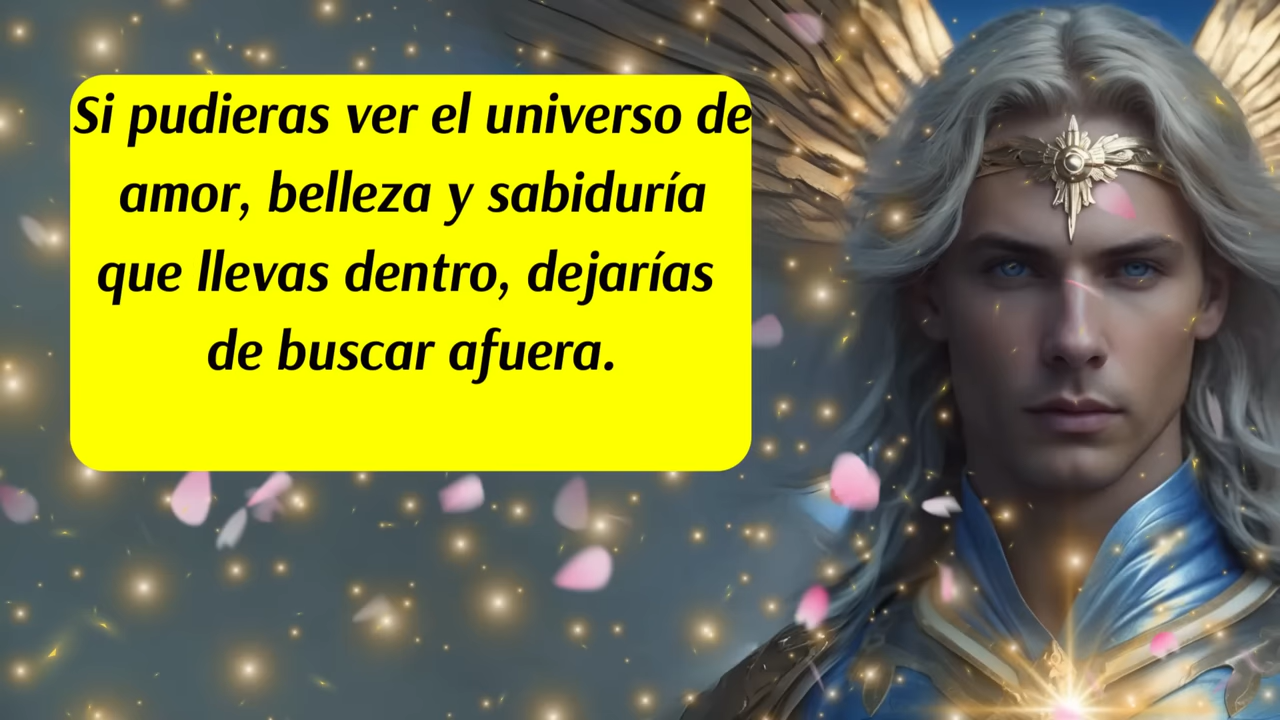 Si pudieras ver el universo de
amor, belleza y sabiduría
que llevas dentro, dejarías
de buscar afuera.